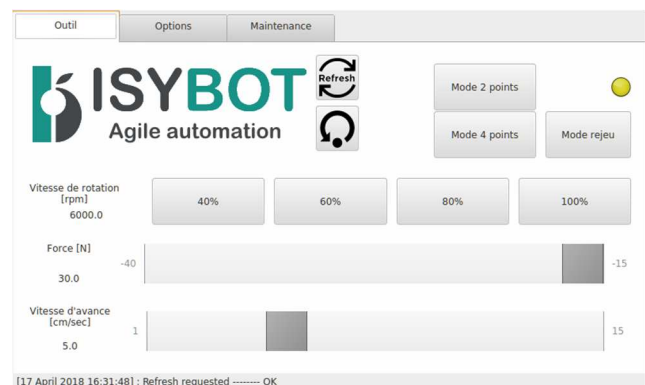 Outil
Options
Maintenance
ISYBOT
Agile automation
Refresh
Mode 2 points
Mode 4 points
Mode rejeu
Vitesse de rotation
[rpm]
6000.0
40%
60%
80%
100%
Force [N]
30.0
-40
-15
Vitesse d'avance
[cm/sec]
5.0
1
15
[17 April 2018 16:31:48] : Refresh requested -------- OK